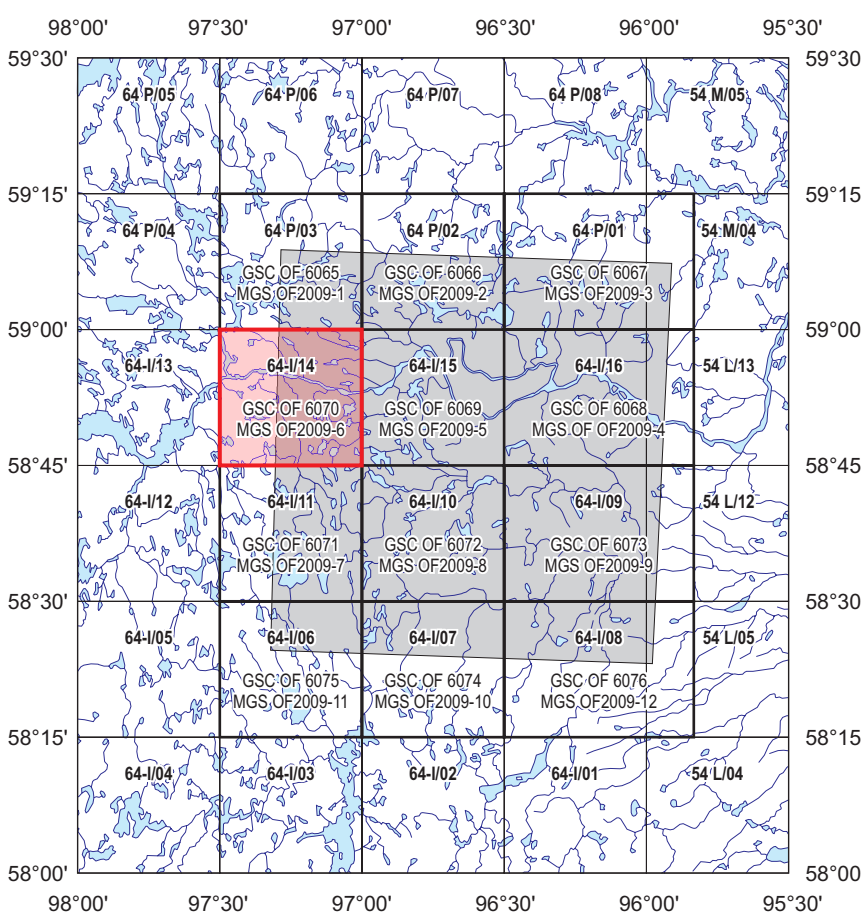 98°00' 97°30' 97°00' 96°30' 96°00' 95°30'
59°30' 59°30'
64 P/05 64 P/06 64 P/07 64 P/08 54 M/05
59°15' 59°15'
64 P/04 64 P/03 64 P/02 64 P/01 54 M/04
GSC OF 6065 GSC OF 6066 GSC OF 6067
MGS OF2009-1 MGS OF2009-2 MGS OF2009-3
59°00' 59°00'
64-I/13 64-I/14 64-I/15 64-I/16 54 L/13
GSC OF 6070 GSC OF 6069 GSC OF 6068
MGS OF2009-6 MGS OF2009-5 MGS OF OF2009-4
58°45' 58°45
64-I/12 64-I/11 64-I/10 64-I/09 54 L/12
GSC OF 6071 GSC OF 6072 GSC OF 6073
MGS OF2009-7 MGS OF2009-8 MGS OF2009-9
58°30' 58°30
64-I/05 64-I/06 64-I/07 64-I/08 54 L/05
GSC OF 6075 GSC OF 6074 GSC OF 6076
MGS OF2009-11 MGS OF2009-10 MGS OF2009-12
58°15' 58°15'
64-I/04 64-I/03 64-I/02 64-I/01 54 L/04
58°00' 58°00
98°00' 97°30' 97°00' 96°30' 96°00' 95°30'